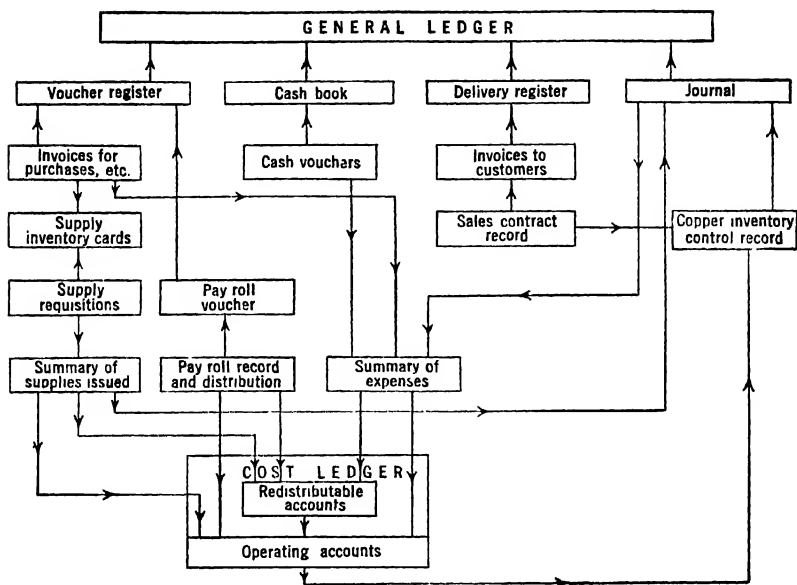 GENERAL LEDGER
Voucher register
Cash book
Delivery register
Journal
Invoices for
purchases, etc.
Cash vouchars
Invoices to
customers
Supply
inventory cards
Sales contract
record
Copper inventory
control record
Supply
requisitions
Pay roll
voucher
Summary of
supplies issued
Pay roll record
and distribution
Summary of
expenses
COST LEDGER
Redistributable
accounts
Operating accounts